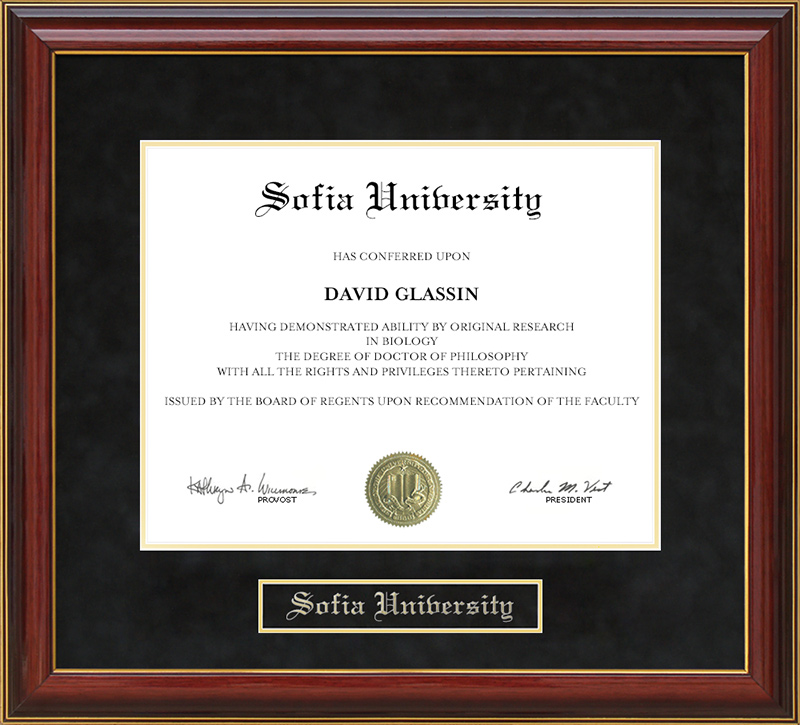 Sofia University
HAS CONFERRED UPON
DAVID GLASSIN
HAVING DEMONSTRATED ABILITY BY ORIGINAL RESEARCH
IN BIOLOGY
THE DEGREE OF DOCTOR OF PHILOSOPHY
WITH ALL THE RIGHTS AND PRIVILEGES THERETO PERTAINING
ISSUED BY THE BOARD OF REGENTS UPON RECOMMENDATION OF THE FACULTY
Charles M. Vest
PROVOST
PRESIDENT
Sofia University